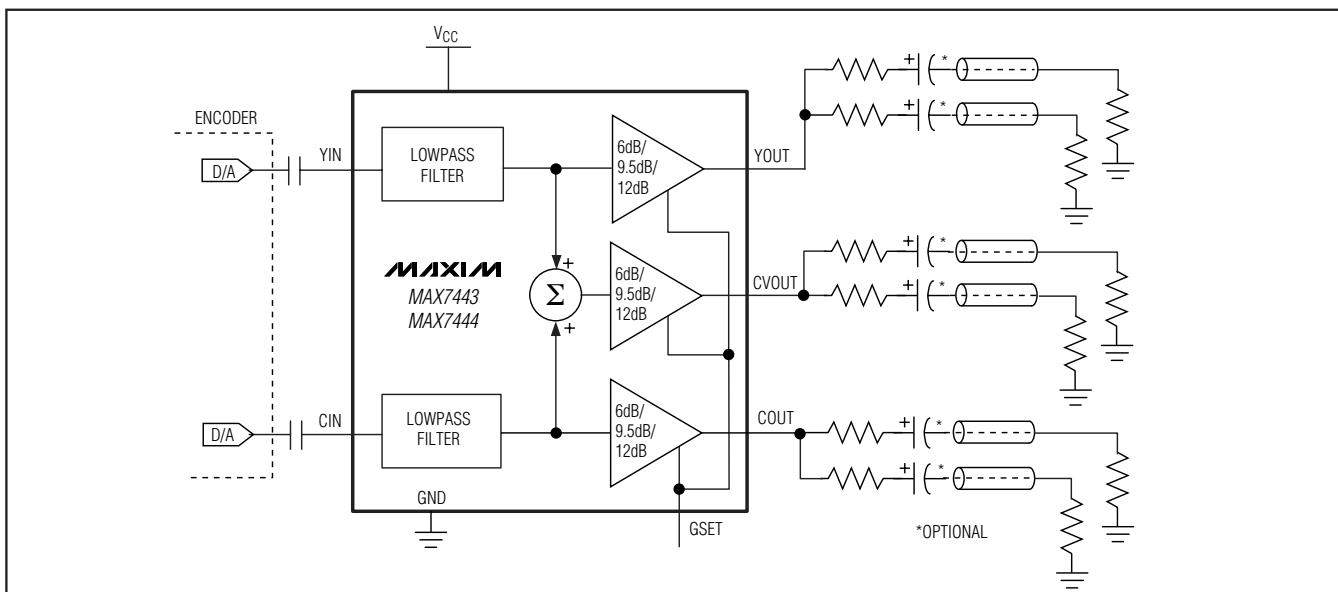 VCC
ENCODER
D/A
YIN
LOWPASS
FILTER
6dB/
9.5dB/
12dB
YOUT
+
*
+
*
MAXIM
MAX7443
MAX7444
+
Σ
+
6dB/
9.5dB/
12dB
CVOUT
+
*
+
*
D/A
CIN
LOWPASS
FILTER
6dB/
9.5dB/
12dB
COUT
+
*
+
*
GND
GSET
*OPTIONAL